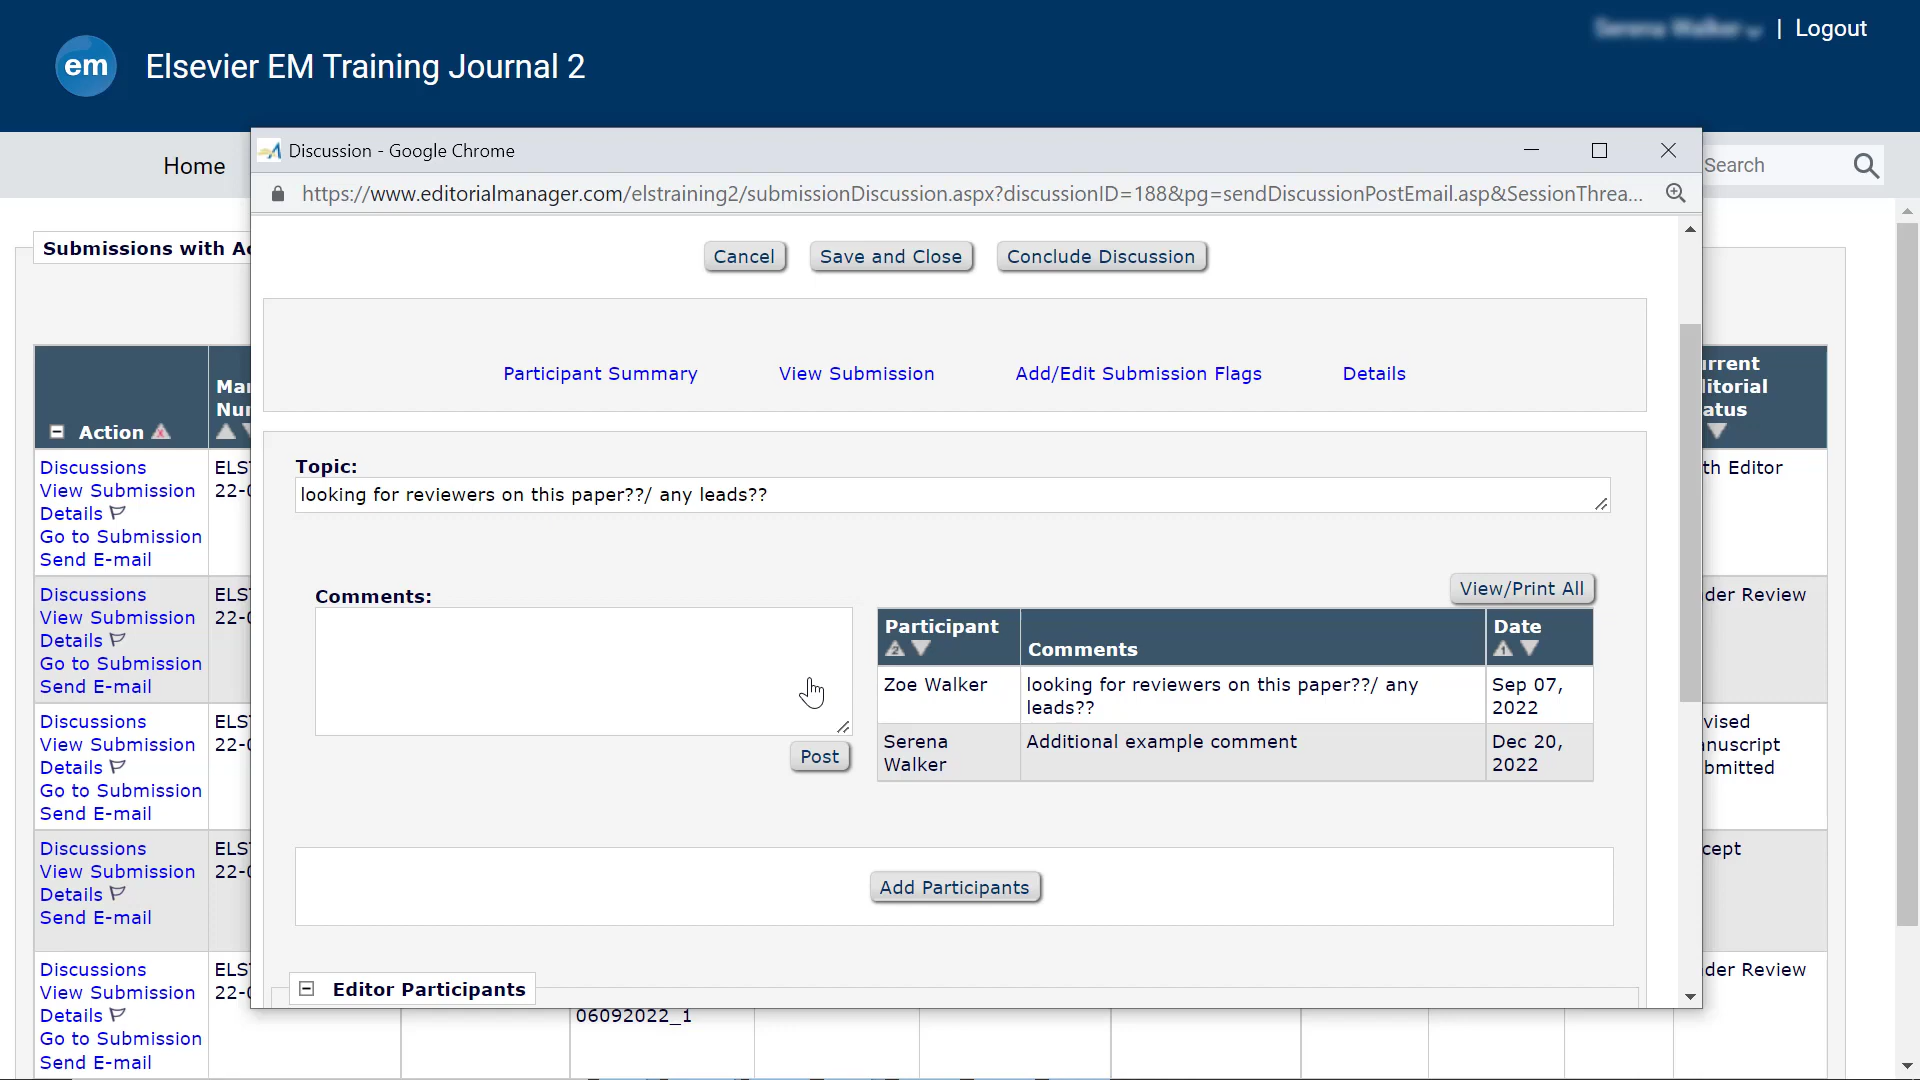 Logout
em
Elsevier EM Training Journal 2
Home
Search
Discussion - Google Chrome
https://www.editorialmanager.com/elstraining2/submissionDiscussion.aspx?discussionID=188&pg=sendDiscussionPostEmail.asp&SessionThrea...
Cancel
Save and Close
Conclude Discussion
Participant Summary
View Submission
Add/Edit Submission Flags
Details
Topic:
looking for reviewers on this paper??/ any leads??
Comments:
Post
View/Print All
Participant
Comments
Date
Zoe Walker
looking for reviewers on this paper??/ any
leads??
Sep 07,
2022
Serena
Walker
Additional example comment
Dec 20,
2022
Add Participants
Editor Participants
Submissions with
Action
Discussions
View Submission
Details
Go to Submission
Send E-mail
Discussions
View Submission
Details
Go to Submission
Send E-mail
Discussions
View Submission
Details
Go to Submission
Send E-mail
Discussions
View Submission
Details
Send E-mail
Discussions
View Submission
Details
Go to Submission
Send E-mail
06092022_1
Editor
Review
Review